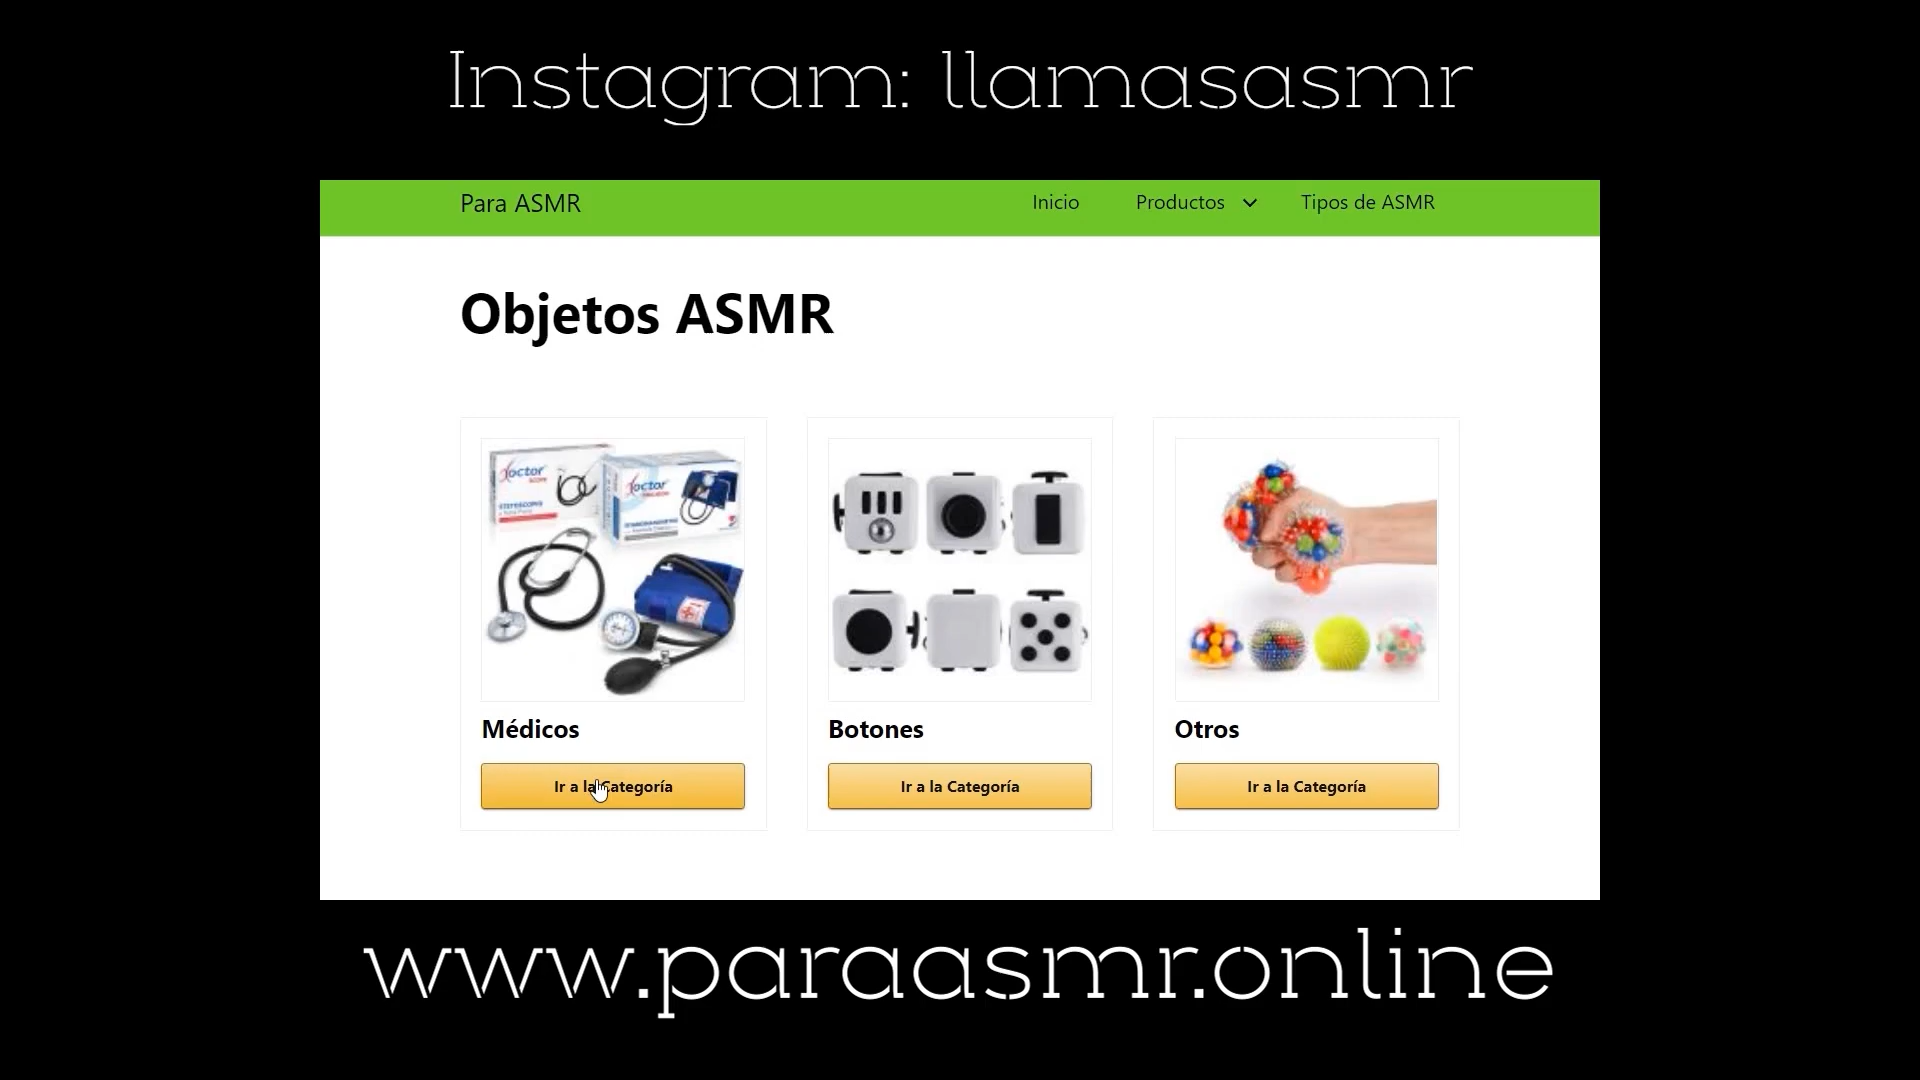 Instagram: llamasasmr
Para ASMR
Inicio
Productos
Tipos de ASMR
Objetos ASMR
Médicos
Botones
Otros
Ir a la Categoría
Ir a la Categoría
Ir a la Categoría
www.paraasmr.online